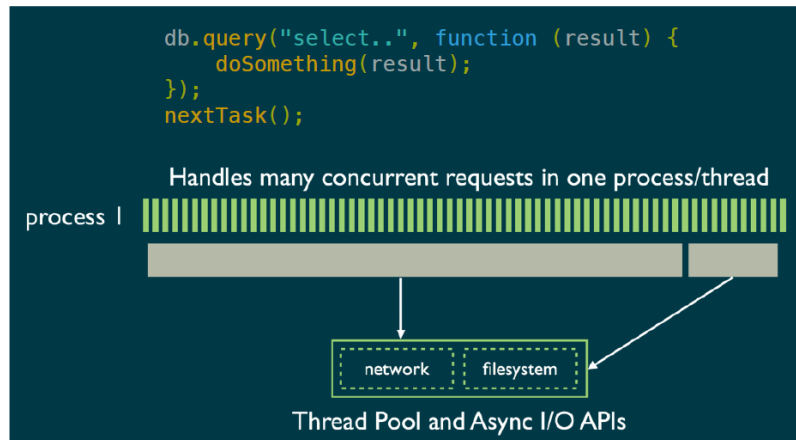 db.query("select..", function (result) {
    doSomething(result);
});
nextTask();
Handles many concurrent requests in one process/thread
process 1
network
filesystem
Thread Pool and Async I/O APIs